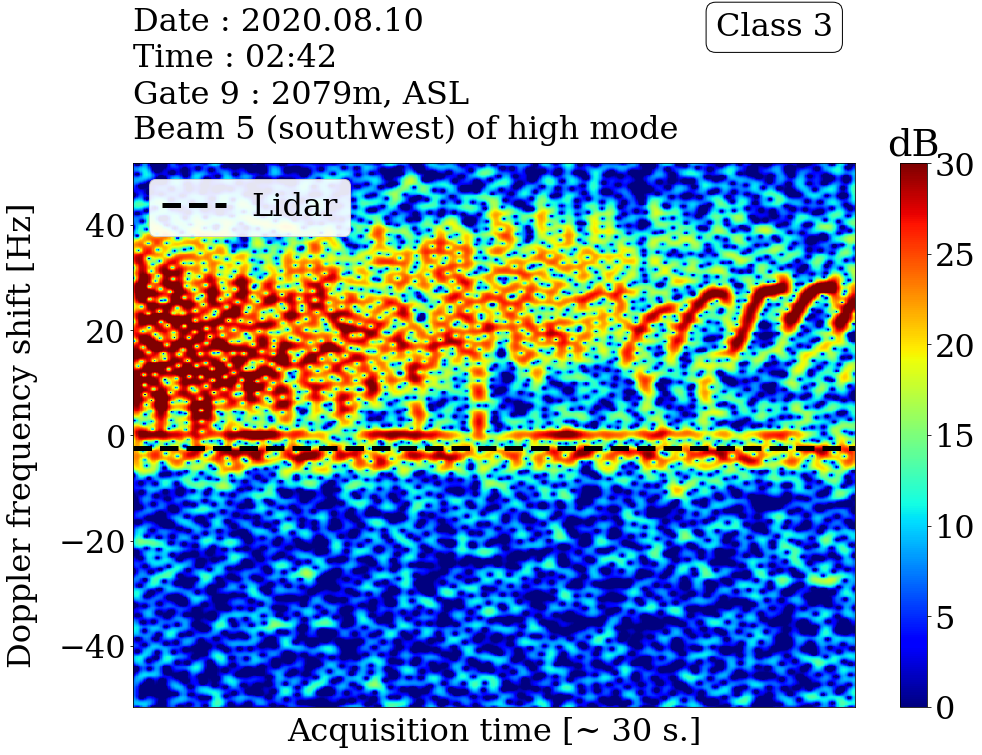 Date : 2020.08.10
Time : 02:42
Gate 9 : 2079m, ASL
Beam 5 (southwest) of high mode
Class 3
dB
Lidar
Doppler frequency shift [Hz]
40
20
0
−20
−40
Acquisition time [~ 30 s.]
30
25
20
15
10
5
0